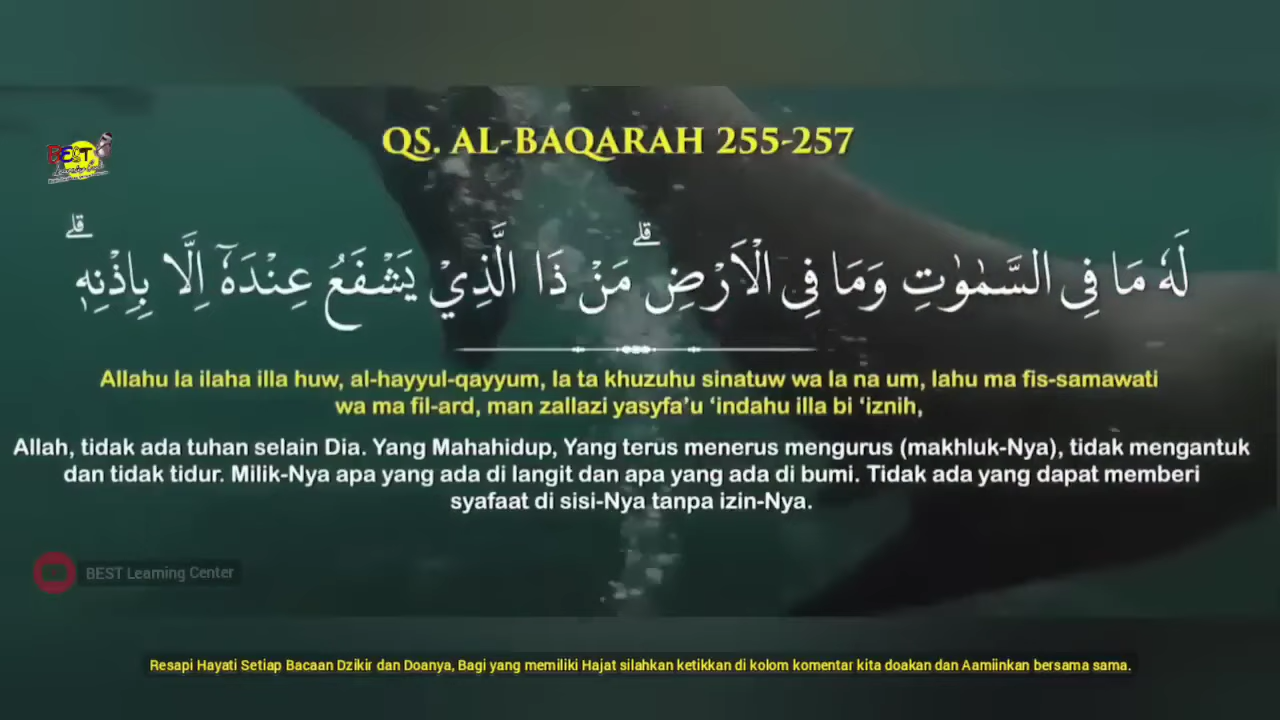 BEST
QS. AL-BAQARAH 255-257
لَهٗ مَا فِى السَّمٰوٰتِ وَمَا فِى الْاَرْضِۗ مَنْ ذَا الَّذِيْ يَشْفَعُ عِنْدَهٗٓ اِلَّا بِاِذْنِهٖۗ
Allahu la ilaha illa huw, al-hayyul-qayyum, la ta khuzuhu sinatuw wa la na um, lahu ma fis-samawati
wa ma fil-ard, man zallazi yasyfa’u ‘indahu illa bi ‘iznih,
Allah, tidak ada tuhan selain Dia. Yang Mahahidup, Yang terus menerus mengurus (makhluk-Nya), tidak mengantuk
dan tidak tidur. Milik-Nya apa yang ada di langit dan apa yang ada di bumi. Tidak ada yang dapat memberi
syafaat di sisi-Nya tanpa izin-Nya.
BEST Learning Center
Resapi Hayati Setiap Bacaan Dzikir dan Doanya, Bagi yang memiliki Hajat silahkan ketikkan di kolom komentar kita doakan dan Aamiinkan bersama sama.